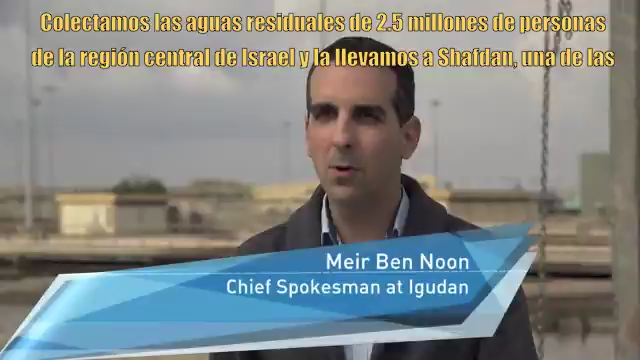 Colectamos las aguas residuales de 2.5 millones de personas
de la región central de Israel y la llevamos a Shafdan, una de las
Meir Ben Noon
Chief Spokesman at Igudan